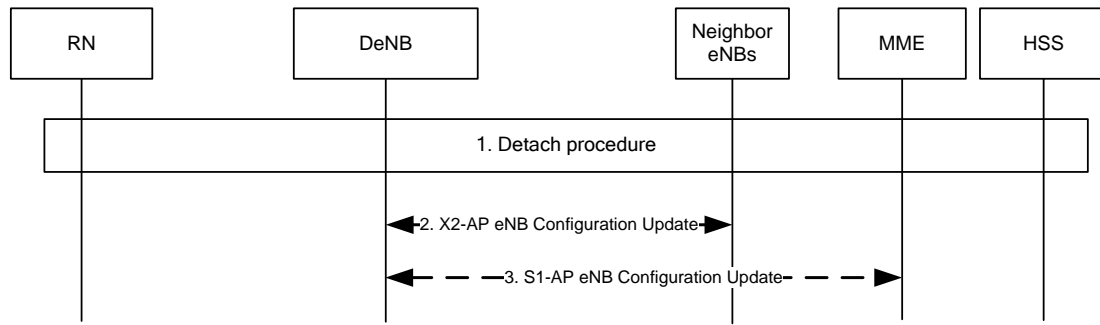 RN
DeNB
Neighbor
eNBs
MME
HSS
1. Detach procedure
2. X2-AP eNB Configuration Update
3. S1-AP eNB Configuration Update